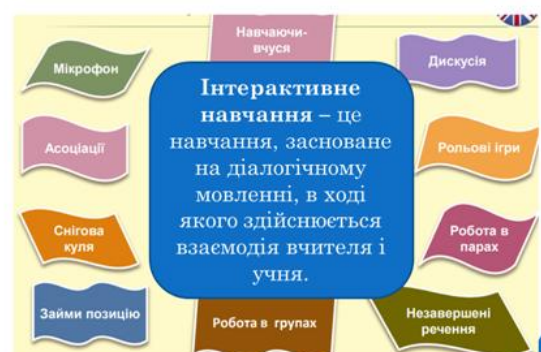 Навчаючи-
вчуся
Мікрофон
Дискусія
Інтерактивне
навчання – це
навчання, засноване
на діалогічному
мовленні, в ході
якого здійснюється
взаємодія вчителя і
учня.
Асоціації
Рольові ігри
Снігова
куля
Робота в
парах
Займи позицію
Робота в групах
Незавершені
речення